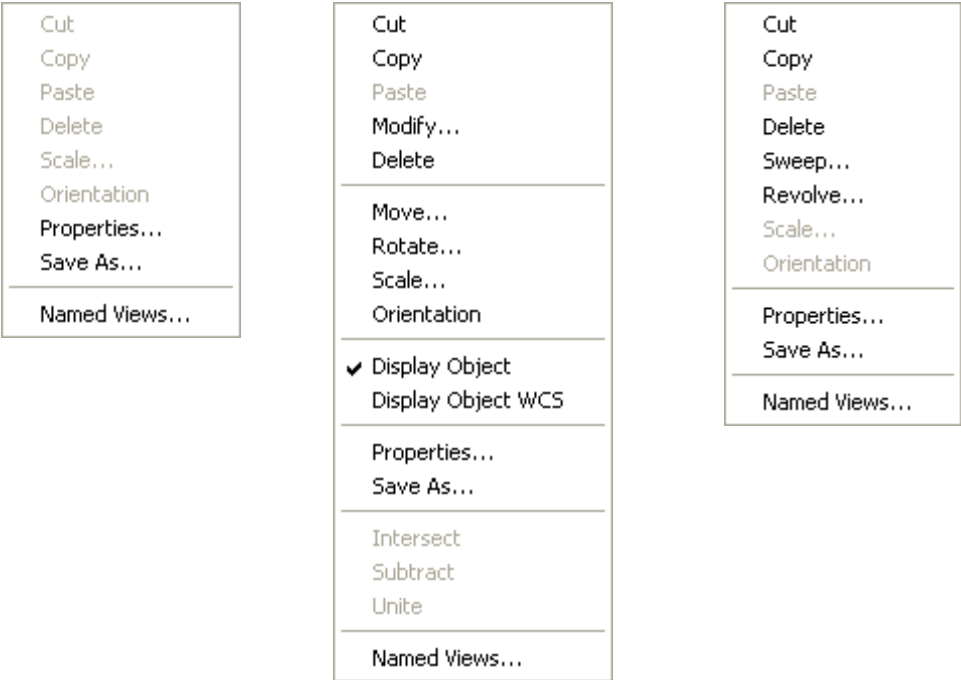 Cut
Copy
Paste
Delete
Scale...
Orientation
Properties...
Save As...
Named Views...
Cut
Copy
Paste
Modify...
Delete
Move...
Rotate...
Scale...
Orientation
Display Object
Display Object WCS
Properties...
Save As...
Intersect
Subtract
Unite
Named Views...
Cut
Copy
Paste
Delete
Sweep...
Revolve...
Scale...
Orientation
Properties...
Save As...
Named Views...